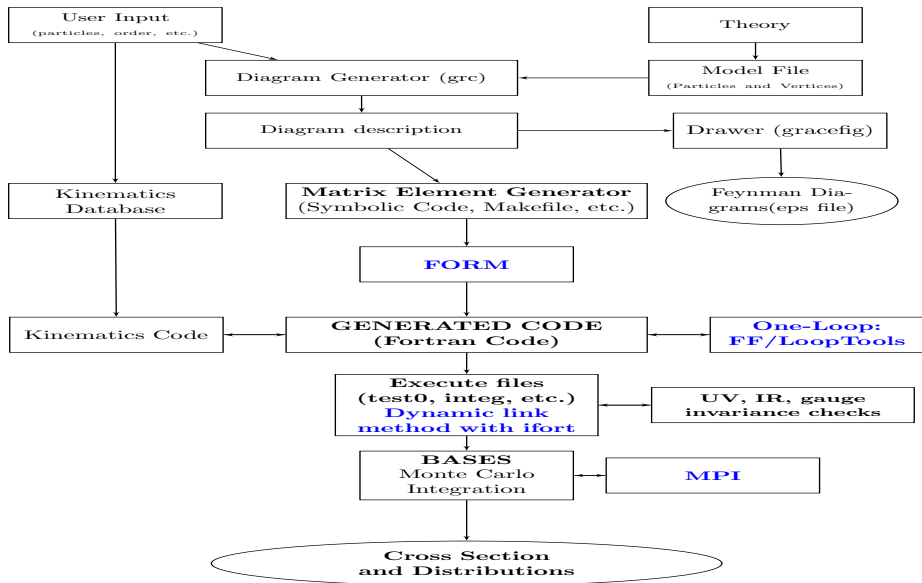 User Input
(particles, order, etc.)
Theory
Diagram Generator (grc)
Model File
(Particles and Vertices)
Diagram description
Drawer (gracefig)
Kinematics
Database
Matrix Element Generator
(Symbolic Code, Makefile, etc.)
Feynman Dia-
grams(eps file)
FORM
Kinematics Code
GENERATED CODE
(Fortran Code)
One-Loop:
FF/LoopTools
Execute files
(test0, integ, etc.)
Dynamic link
method with ifort
UV, IR, gauge
invariance checks
BASES
Monte Carlo
Integration
MPI
Cross Section
and Distributions